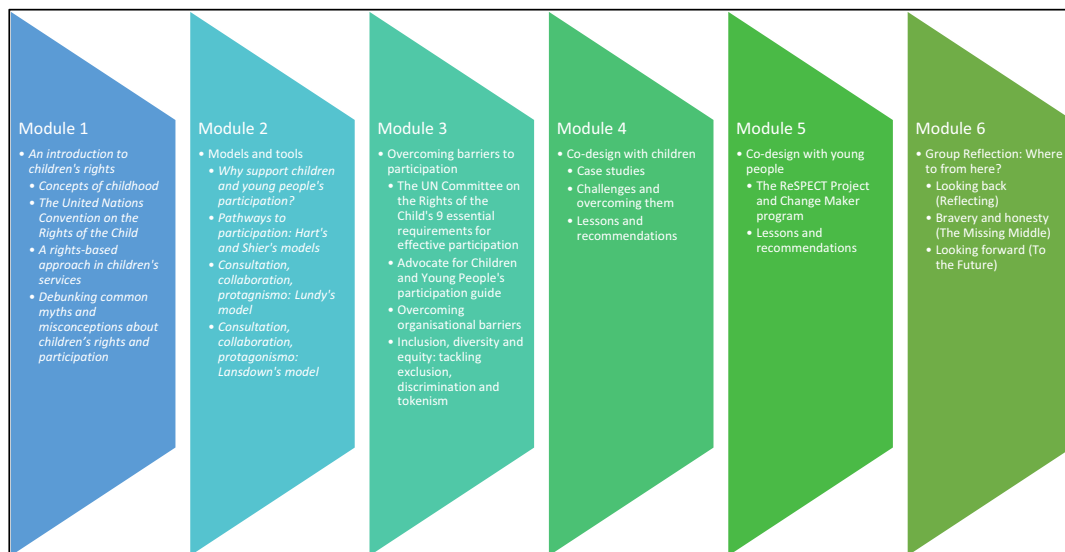 Module 1
• An introduction to
children's rights
• Concepts of childhood
• The United Nations
Convention on the
Rights of the Child
• A rights-based
approach in children's
services
• Debunking common
myths and
misconceptions about
children's rights and
participation
Module 2
• Models and tools
• Why support children
and young people's
participation?
• Pathways to
participation: Hart's
and Shier's models
• Consultation,
collaboration,
protagnismo: Lundy's
model
• Consultation,
collaboration,
protagonismo:
Lansdown's model
Module 3
• Overcoming barriers to
participation
• The UN Committee on
the Rights of the
Child's 9 essential
requirements for
effective participation
• Advocate for Children
and Young People's
participation guide
• Overcoming
organisational barriers
• Inclusion, diversity and
equity: tackling
exclusion,
discrimination and
tokenism
Module 4
• Co-design with children
• Case studies
• Challenges and
overcoming them
• Lessons and
recommendations
Module 5
• Co-design with young
people
• The ReSPECT Project
and Change Maker
program
• Lessons and
recommendations
Module 6
• Group Reflection: Where
to from here?
• Looking back
(Reflecting)
• Bravery and honesty
(The Missing Middle)
• Looking forward (To
the Future)